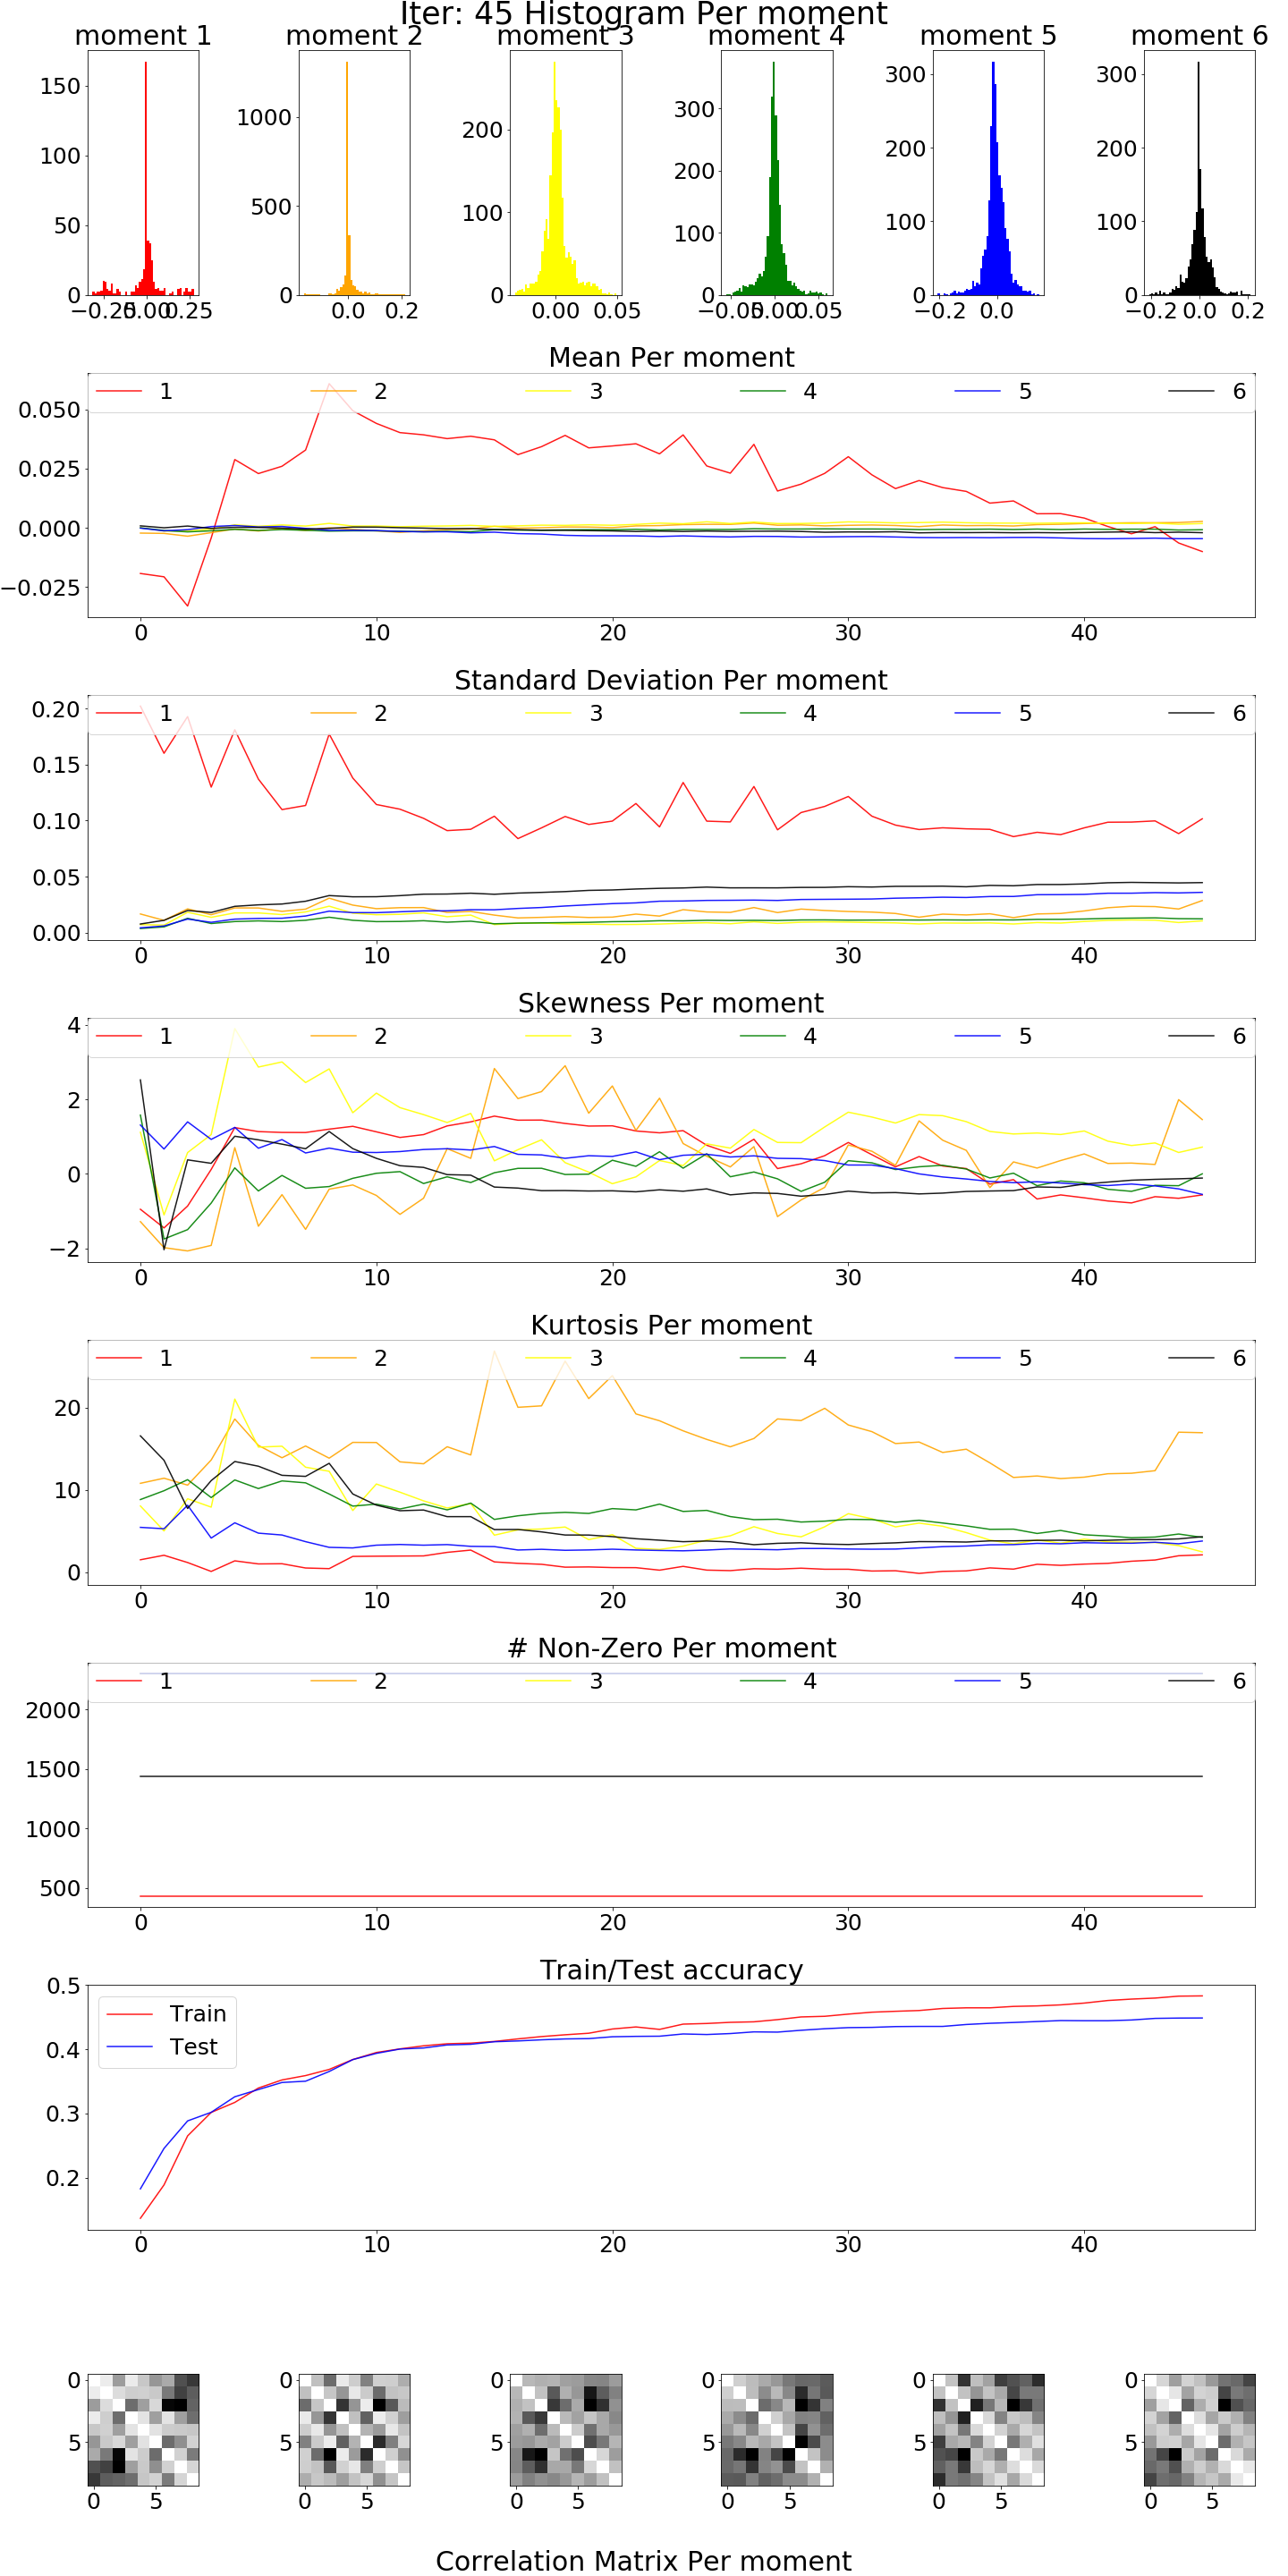 Iter: 45 Histogram Per moment
moment 1 moment 2 moment 3 moment 4 moment 5 moment 6
150
100
50
0
−0.25 0.00 0.25
1000
500
0
0.0 0.2
200
100
0
0.00 0.05
300
200
100
0
−0.05 0.00 0.05
300
200
100
0
−0.2 0.0
300
200
100
0
−0.2 0.0 0.2
Mean Per moment
1 2 3 4 5 6
0.050
0.025
0.000
−0.025
0 10 20 30 40
Standard Deviation Per moment
1 2 3 4 5 6
0.20
0.15
0.10
0.05
0.00
0 10 20 30 40
Skewness Per moment
1 2 3 4 5 6
4
2
0
−2
0 10 20 30 40
Kurtosis Per moment
1 2 3 4 5 6
20
10
0
0 10 20 30 40
# Non-Zero Per moment
1 2 3 4 5 6
2000
1500
1000
500
0 10 20 30 40
Train/Test accuracy
Train
Test
0.5
0.4
0.3
0.2
0 10 20 30 40
0
5
0 5
0
5
0 5
0
5
0 5
0
5
0 5
0
5
0 5
0
5
0 5
Correlation Matrix Per moment